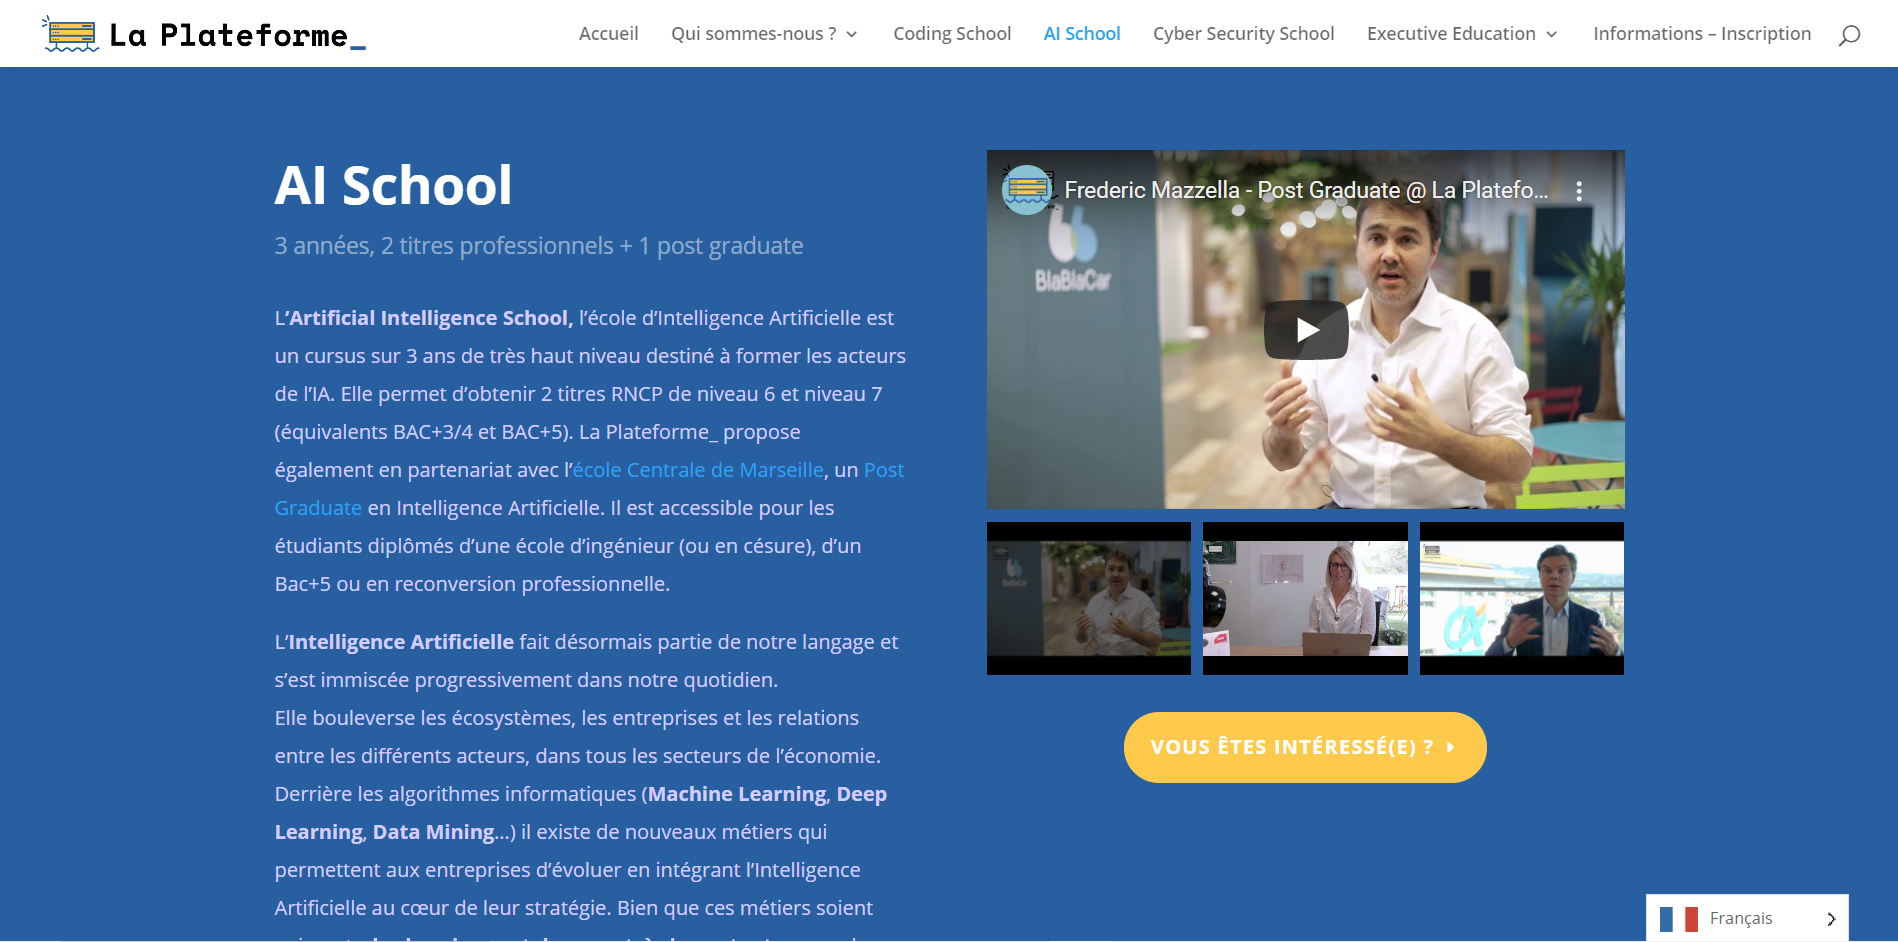 La Plateforme_
Accueil
Qui sommes-nous ?
Coding School
AI School
Cyber Security School
Executive Education
Informations – Inscription
AI School
3 années, 2 titres professionnels + 1 post graduate
L’Artificial Intelligence School, l’école d’Intelligence Artificielle est
un cursus sur 3 ans de très haut niveau destiné à former les acteurs
de l’IA. Elle permet d’obtenir 2 titres RNCP de niveau 6 et niveau 7
(équivalents BAC+3/4 et BAC+5). La Plateforme_ propose
également en partenariat avec l’école Centrale de Marseille, un Post
Graduate en Intelligence Artificielle. Il est accessible pour les
étudiants diplômés d’une école d’ingénieur (ou en césure), d’un
Bac+5 ou en reconversion professionnelle.
L’Intelligence Artificielle fait désormais partie de notre langage et
s’est immiscée progressivement dans notre quotidien.
Elle bouleverse les écosystèmes, les entreprises et les relations
entre les différents acteurs, dans tous les secteurs de l’économie.
Derrière les algorithmes informatiques (Machine Learning, Deep
Learning, Data Mining…) il existe de nouveaux métiers qui
permettent aux entreprises d’évoluer en intégrant l’Intelligence
Artificielle au cœur de leur stratégie. Bien que ces métiers soient
Frederic Mazzella - Post Graduate @ La Platefo...
BlaBlaCar
BlaBlaCar
CA
VOUS ÊTES INTÉRESSÉ(E) ?
Français